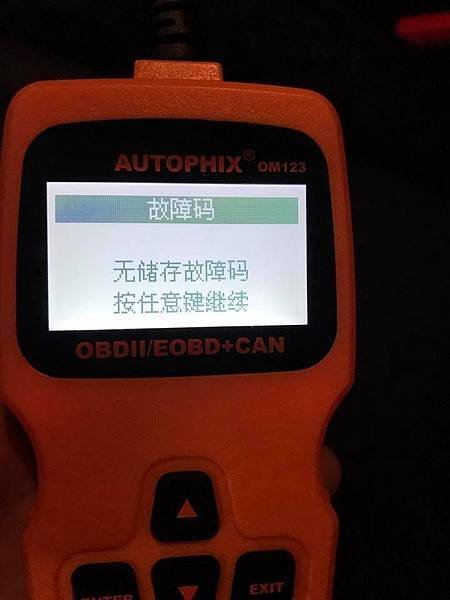 AUTOPHIX® OM123
故障码
无储存故障码
按任意键继续
OBDII/EOBD+CAN
ENTER
EXIT